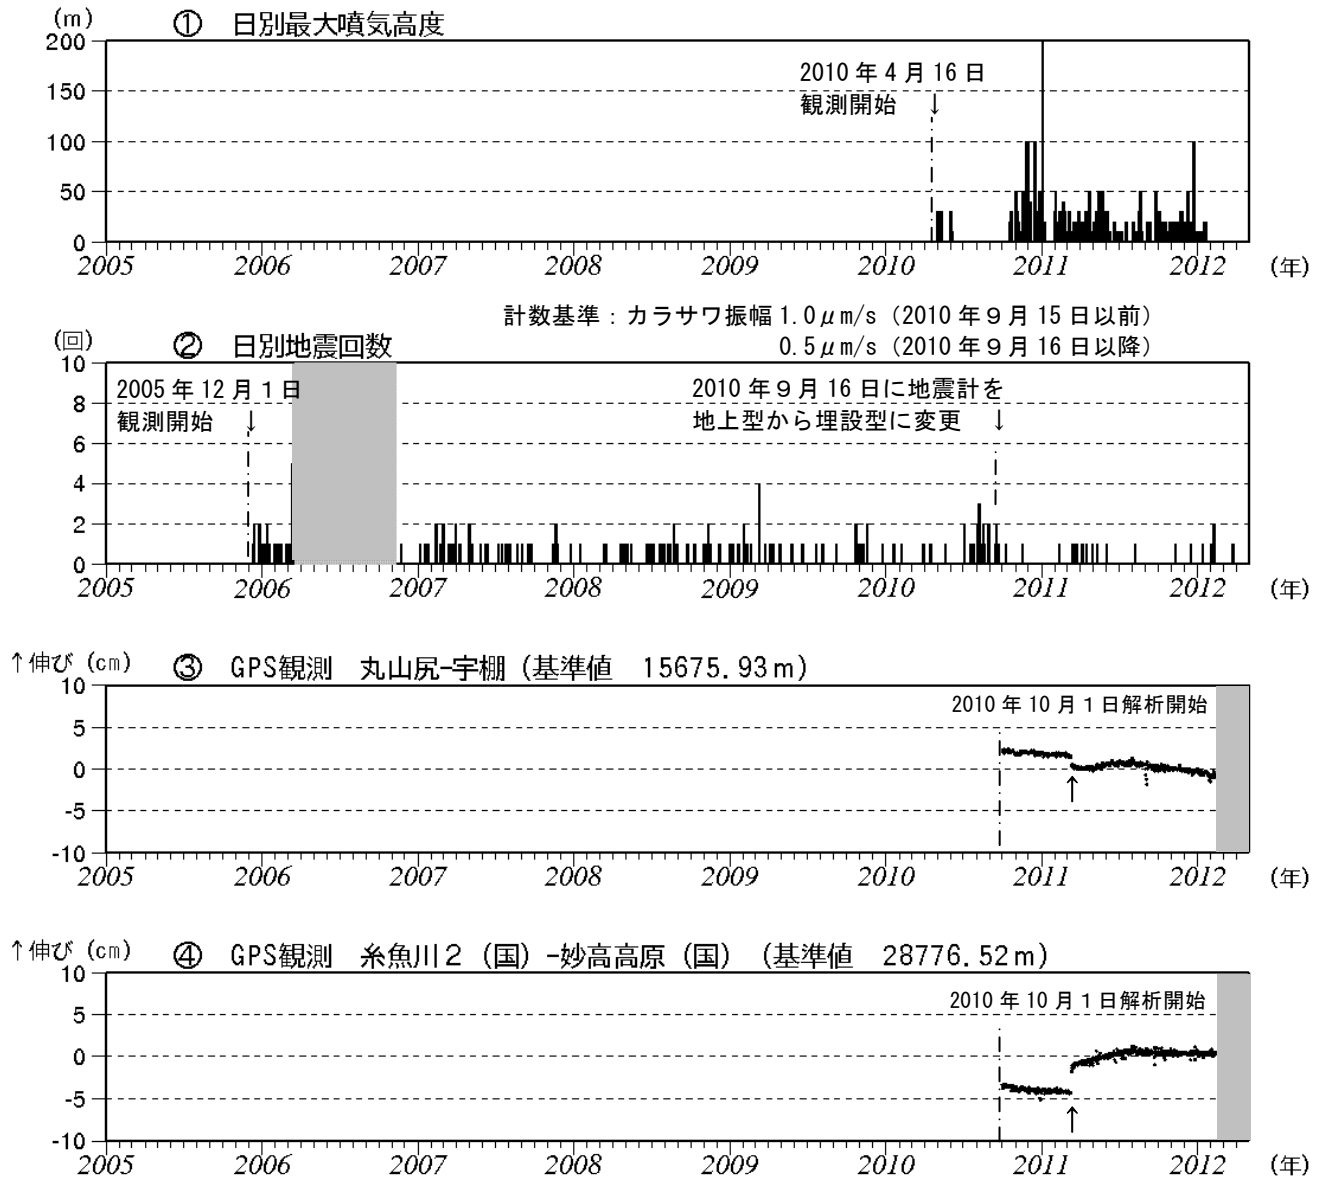 (m) ① 日別最大噴気高度
200
2010年4月16日
150
観測開始 ↓
100
50
0
2005 2006 2007 2008 2009 2010 2011 2012 (年)
計数基準：カラサワ振幅 1.0μm/s（2010年９月15日以前）
(回) ② 日別地震回数 0.5μm/s（2010年９月16日以降）
10
2005年12月１日 2010年９月16日に地震計を
8
観測開始 ↓ 地上型から埋設型に変更 ↓
6
4
2
0
2005 2006 2007 2008 2009 2010 2011 2012 (年)
↑伸び (cm) ③ GPS観測 丸山尻-宇棚（基準値 15675.93m）
10
2010年10月１日解析開始
5
0
↑
-5
-10
2005 2006 2007 2008 2009 2010 2011 2012 (年)
↑伸び (cm) ④ GPS観測 糸魚川２（国）-妙高高原（国）（基準値 28776.52m）
10
2010年10月１日解析開始
5
0
-5
↑
-10
2005 2006 2007 2008 2009 2010 2011 2012 (年)